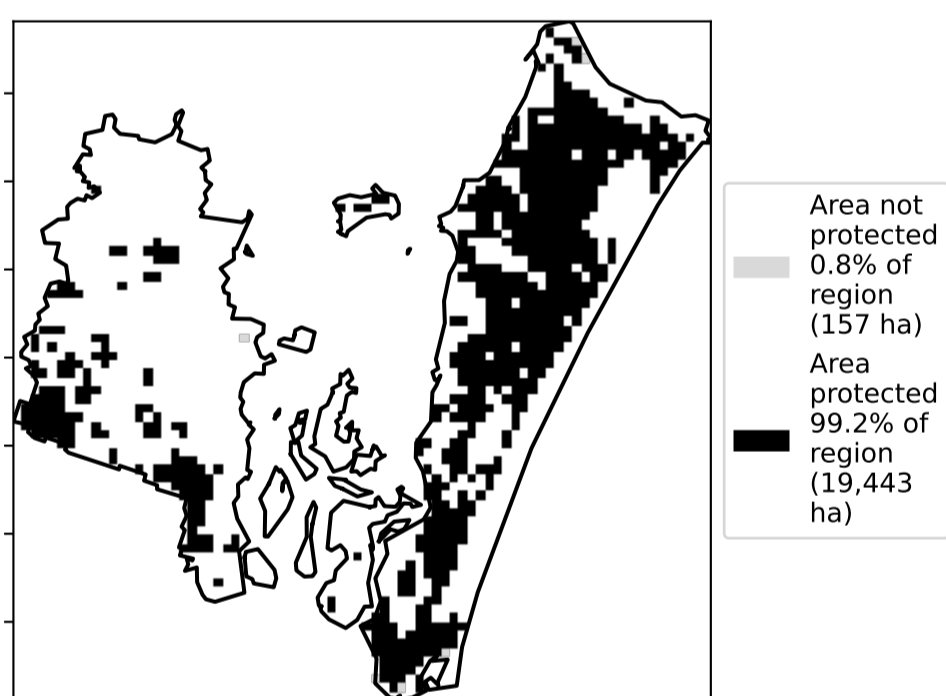 Area not
protected
0.8% of
region
(157 ha)
Area
protected
99.2% of
region
(19,443
ha)